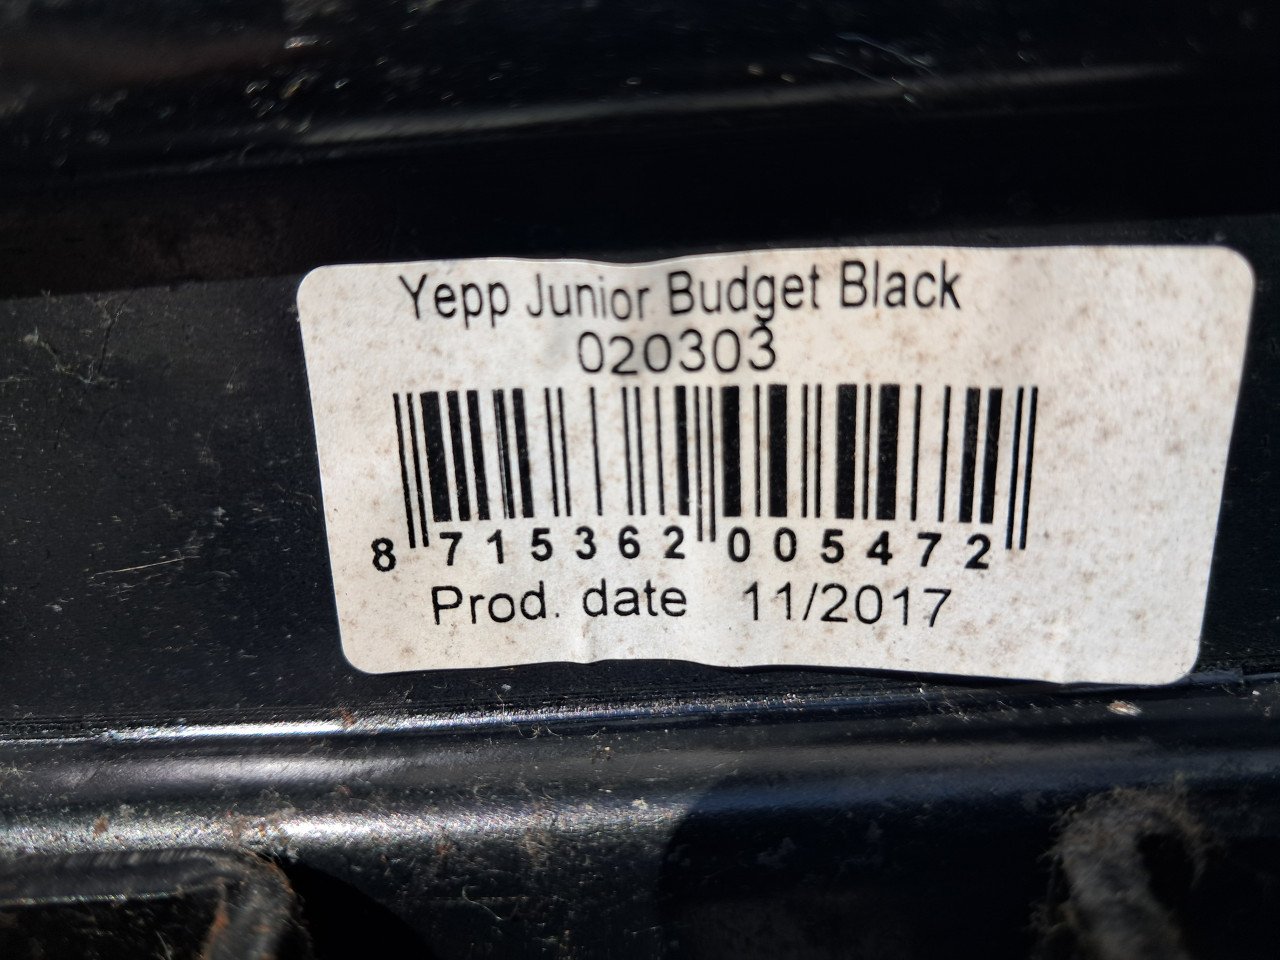 Yepp Junior Budget Black
020303
8 715362 005472
Prod. date 11/2017